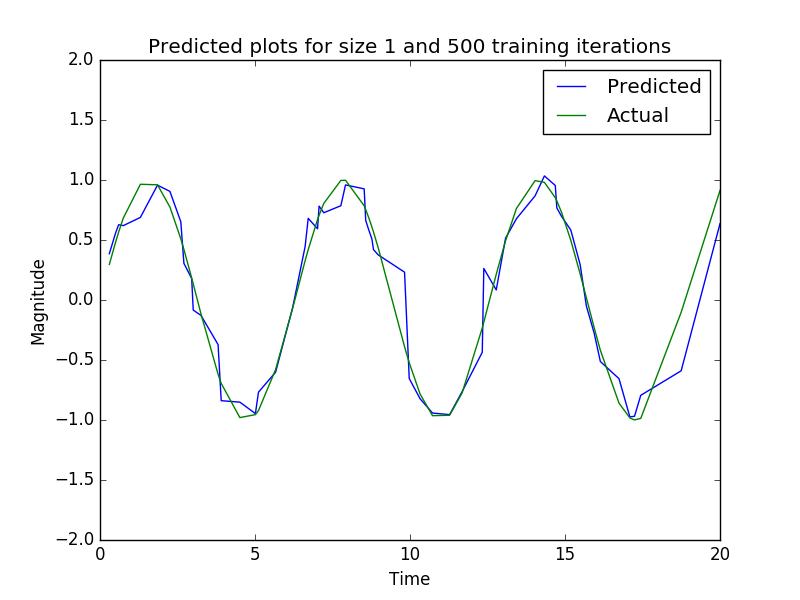 Predicted plots for size 1 and 500 training iterations
Predicted
Actual
2.0
1.5
1.0
0.5
0.0
−0.5
−1.0
−1.5
−2.0
Magnitude
0 5 10 15 20
Time